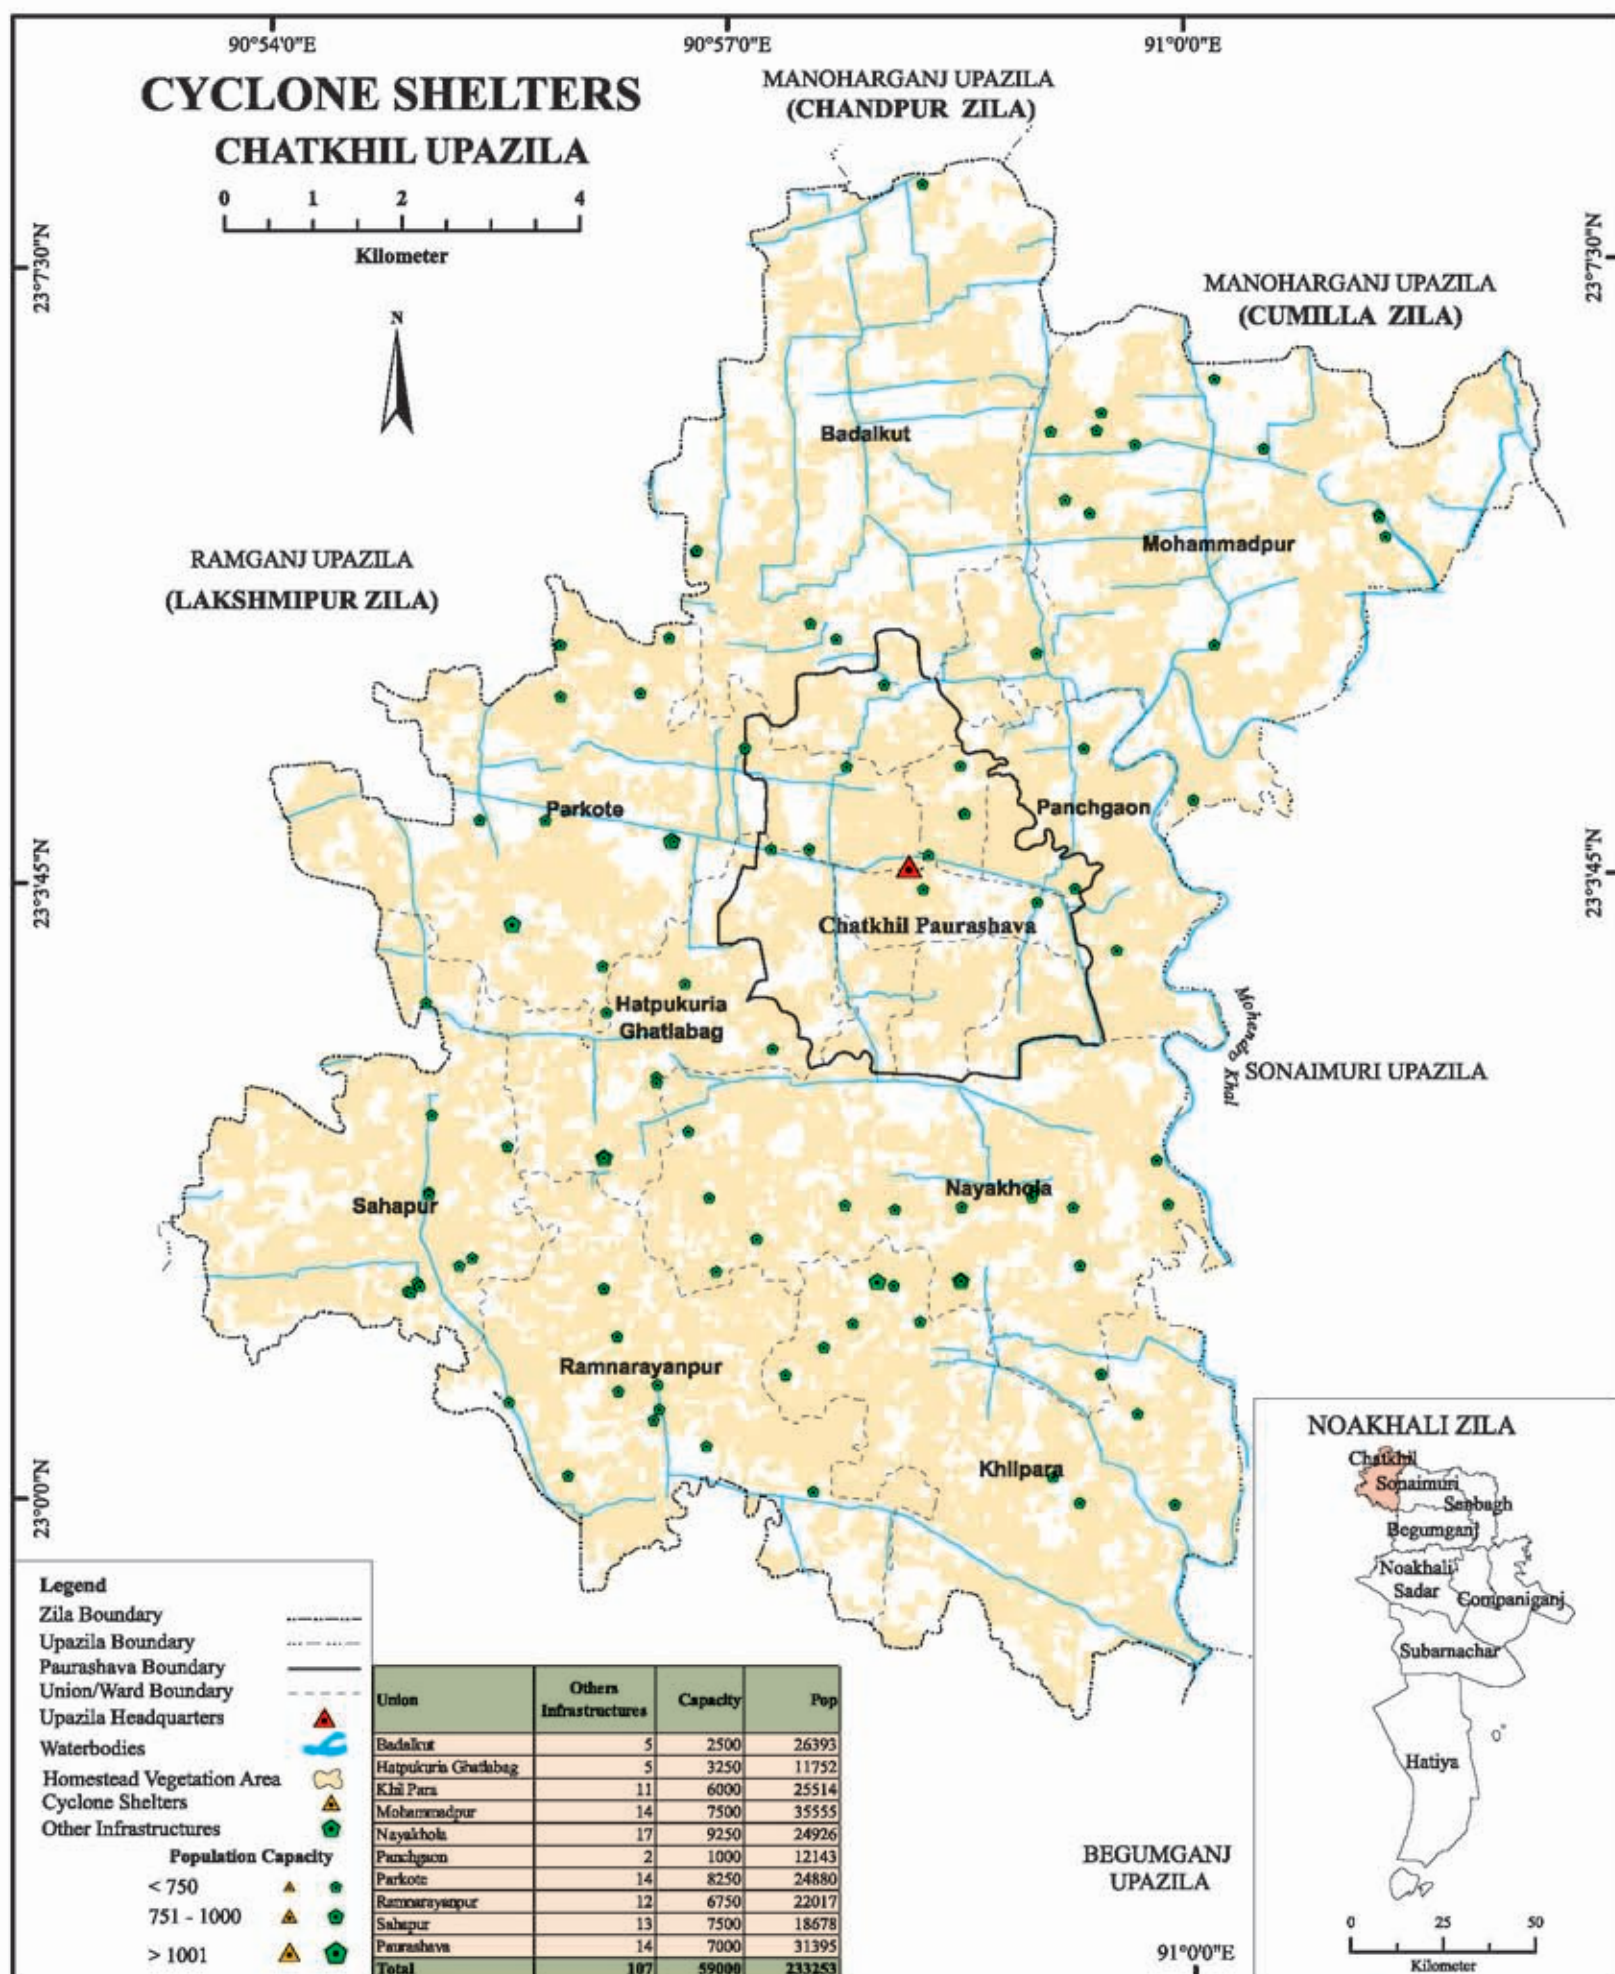 90°54'0"E
90°57'0"E
91°0'0"E
CYCLONE SHELTERS
CHATKHIL UPAZILA
0 1 2 4
Kilometer
N
MANOHARGANJ UPAZILA
(CHANDPUR ZILA)
23°7'30"N
23°7'30"N
MANOHARGANJ UPAZILA
(CUMILLA ZILA)
Badalkut
Mohammadpur
RAMGANJ UPAZILA
(LAKSHMIPUR ZILA)
Parkote
Panchgaon
23°3'45"N
23°3'45"N
Chatkhil Paurashava
Hatpukuria
Ghatlabag
Mohendro Khal
SONAIMURI UPAZILA
Nayakhola
Sahapur
Ramnarayanpur
Khilpara
23°0'0"N
NOAKHALI ZILA
Chatkhil
Sonaimuri
Senbagh
Begumganj
Noakhali
Sadar
Companiganj
Subarnachar
Hatiya
0 25 50
Kilometer
BEGUMGANJ
UPAZILA
91°0'0"E
Legend
Zila Boundary
Upazila Boundary
Paurashava Boundary
Union/Ward Boundary
Upazila Headquarters
Waterbodies
Homestead Vegetation Area
Cyclone Shelters
Other Infrastructures
Population Capacity
< 750
751 - 1000
> 1001
Union Others Infrastructures Capacity Pop
Badalkut 5 2500 26393
Hatpukuria Ghatlabag 5 3250 11752
Khil Para 11 6000 25514
Mohammadpur 14 7500 35555
Nayakhola 17 9250 24926
Panchgaon 2 1000 12143
Parkote 14 8250 24880
Ramnarayanpur 12 6750 22017
Sahapur 13 7500 18678
Paurashava 14 7000 31395
Total 107 59000 233253